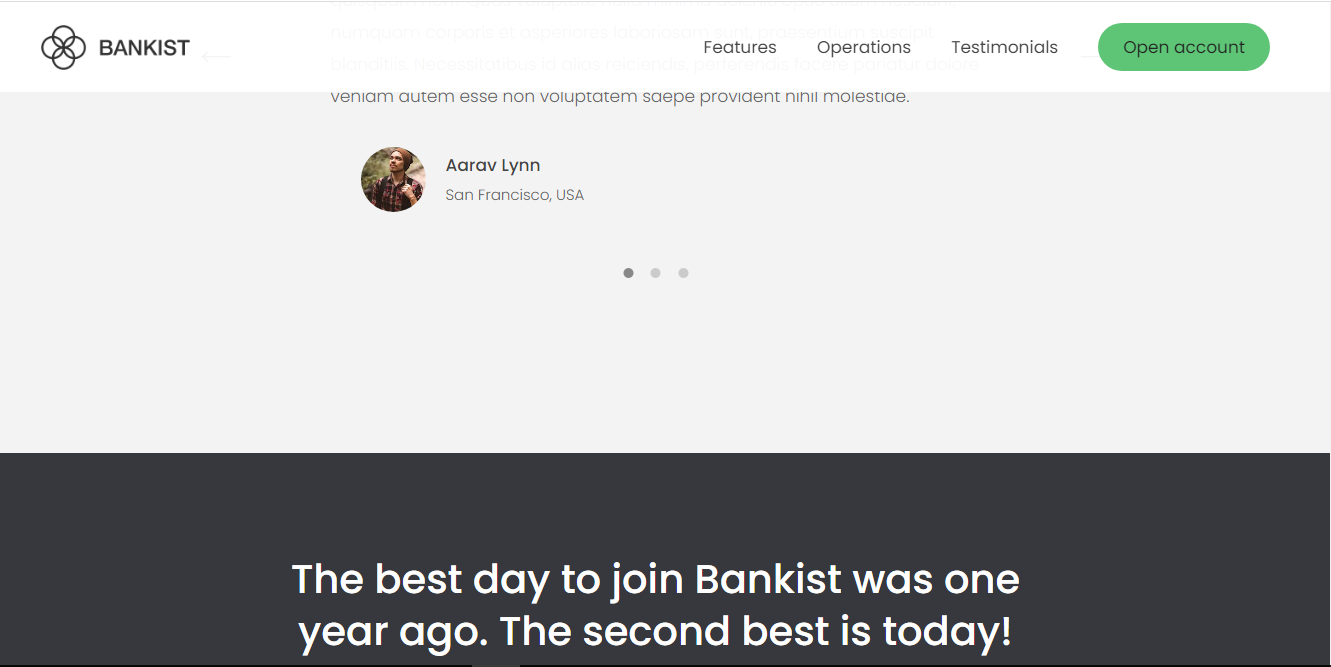 numquam corporis et asperiores laboriosam sunt, praesentium suscipit
BANKIST
Features Operations Testimonials Open account
blanditiis. Necessitatibus id alias reiciendis, perferendis facere pariatur dolore
veniam autem esse non voluptatem saepe provident nihil molestiae.
Aarav Lynn
San Francisco, USA
The best day to join Bankist was one
year ago. The second best is today!